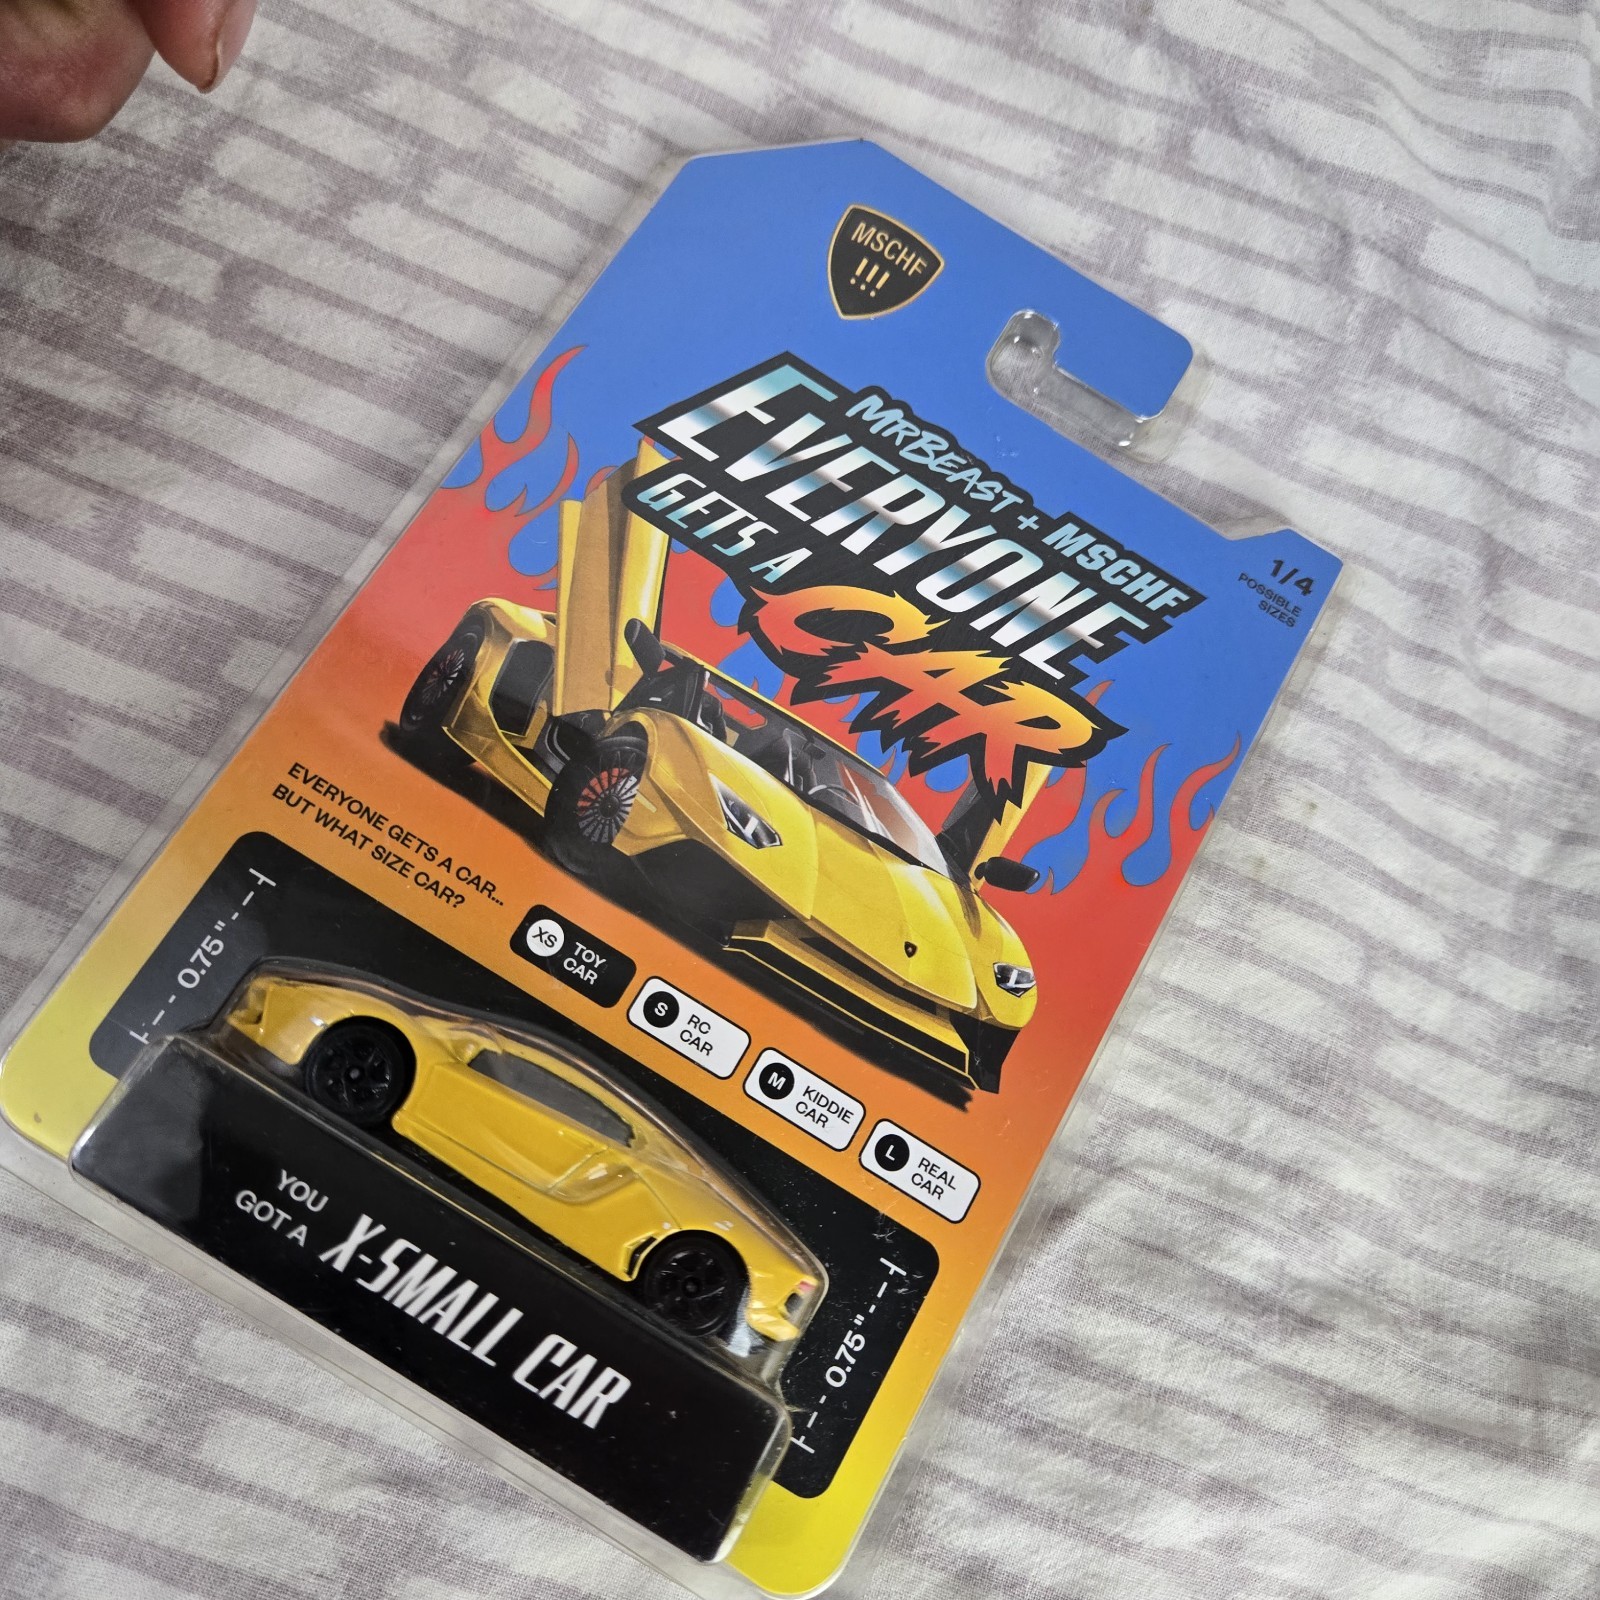 MSCHF
!!!
MRBEAST + MSCHF
EVERYONE
GETS A
CAR
1/4
POSSIBLE
SIZES
EVERYONE GETS A CAR...
BUT WHAT SIZE CAR?
XS TOY
CAR
S RC
CAR
M KIDDIE
CAR
L REAL
CAR
0.75"
0.75"
YOU
GOT A
X-SMALL CAR